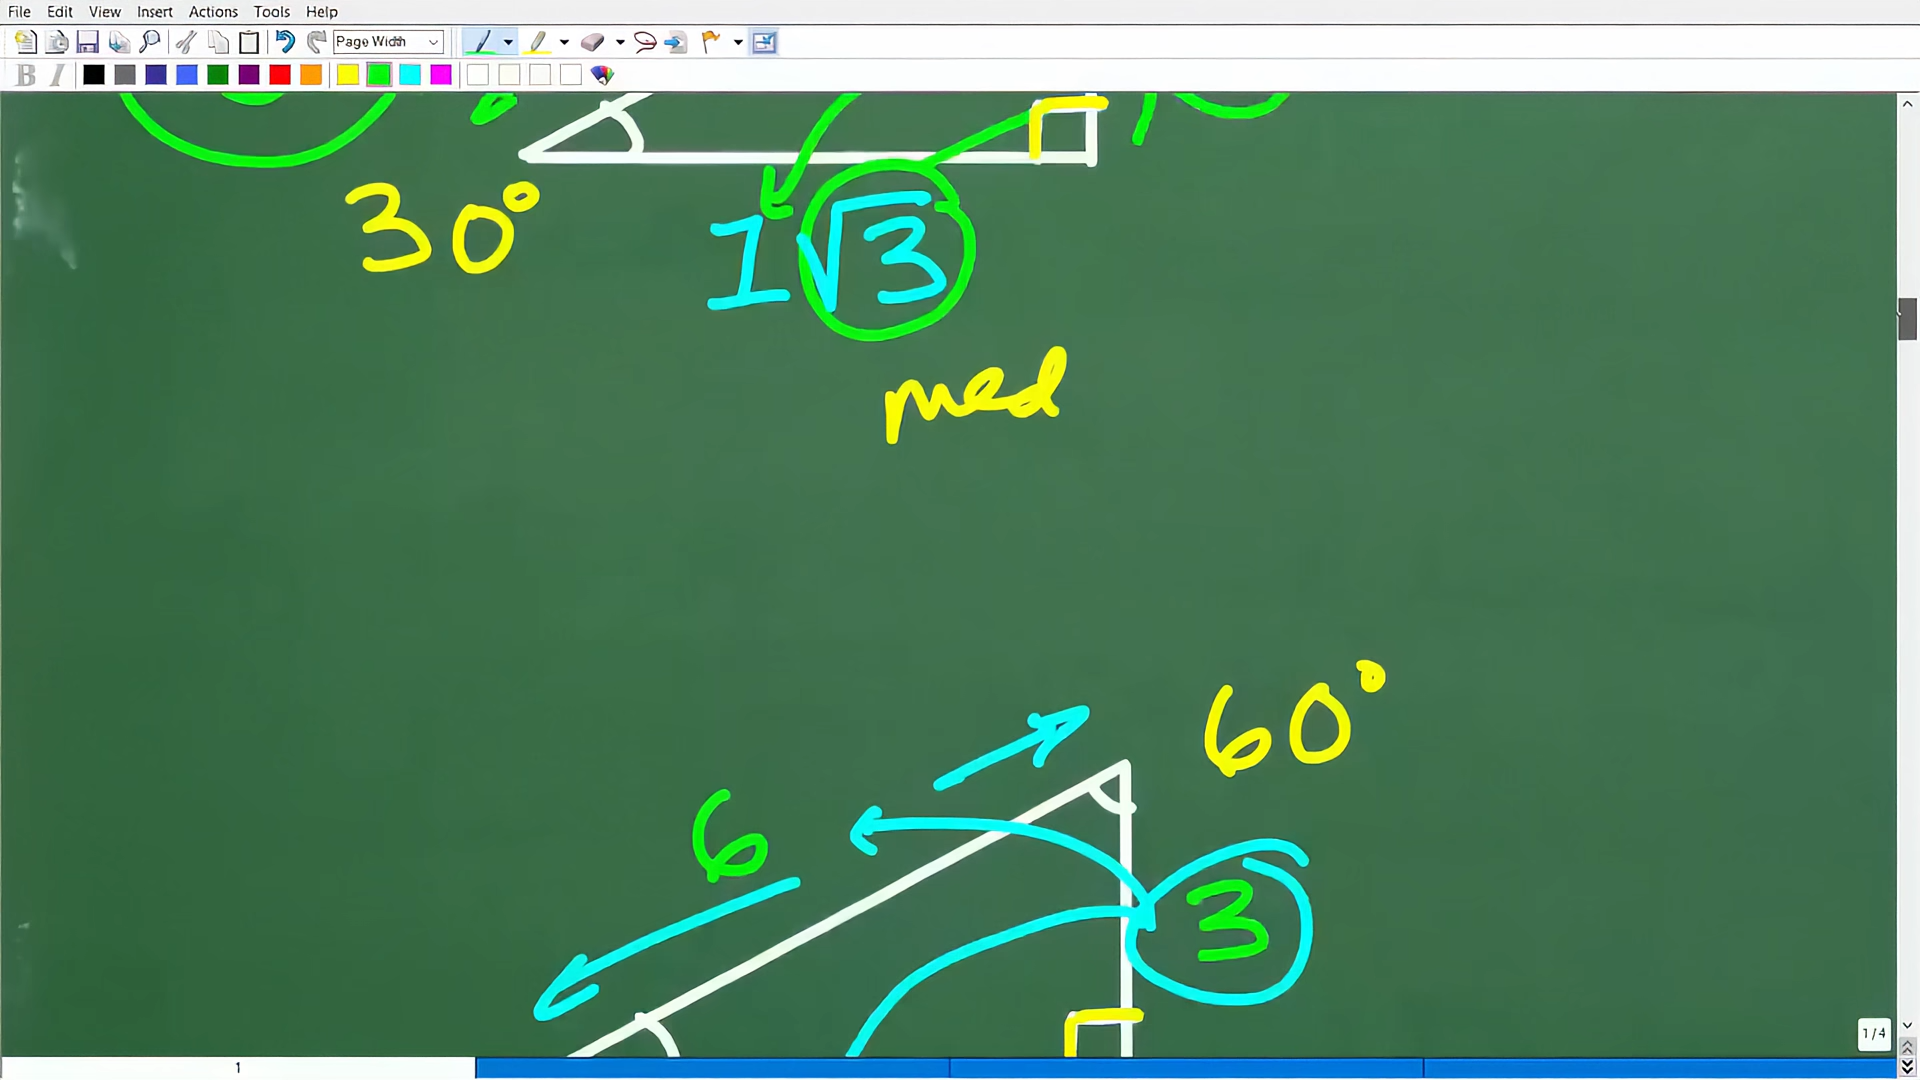 File Edit View Insert Actions Tools Help
Page Width
B I
30°
1√3
med
60°
6
3
1/4
1